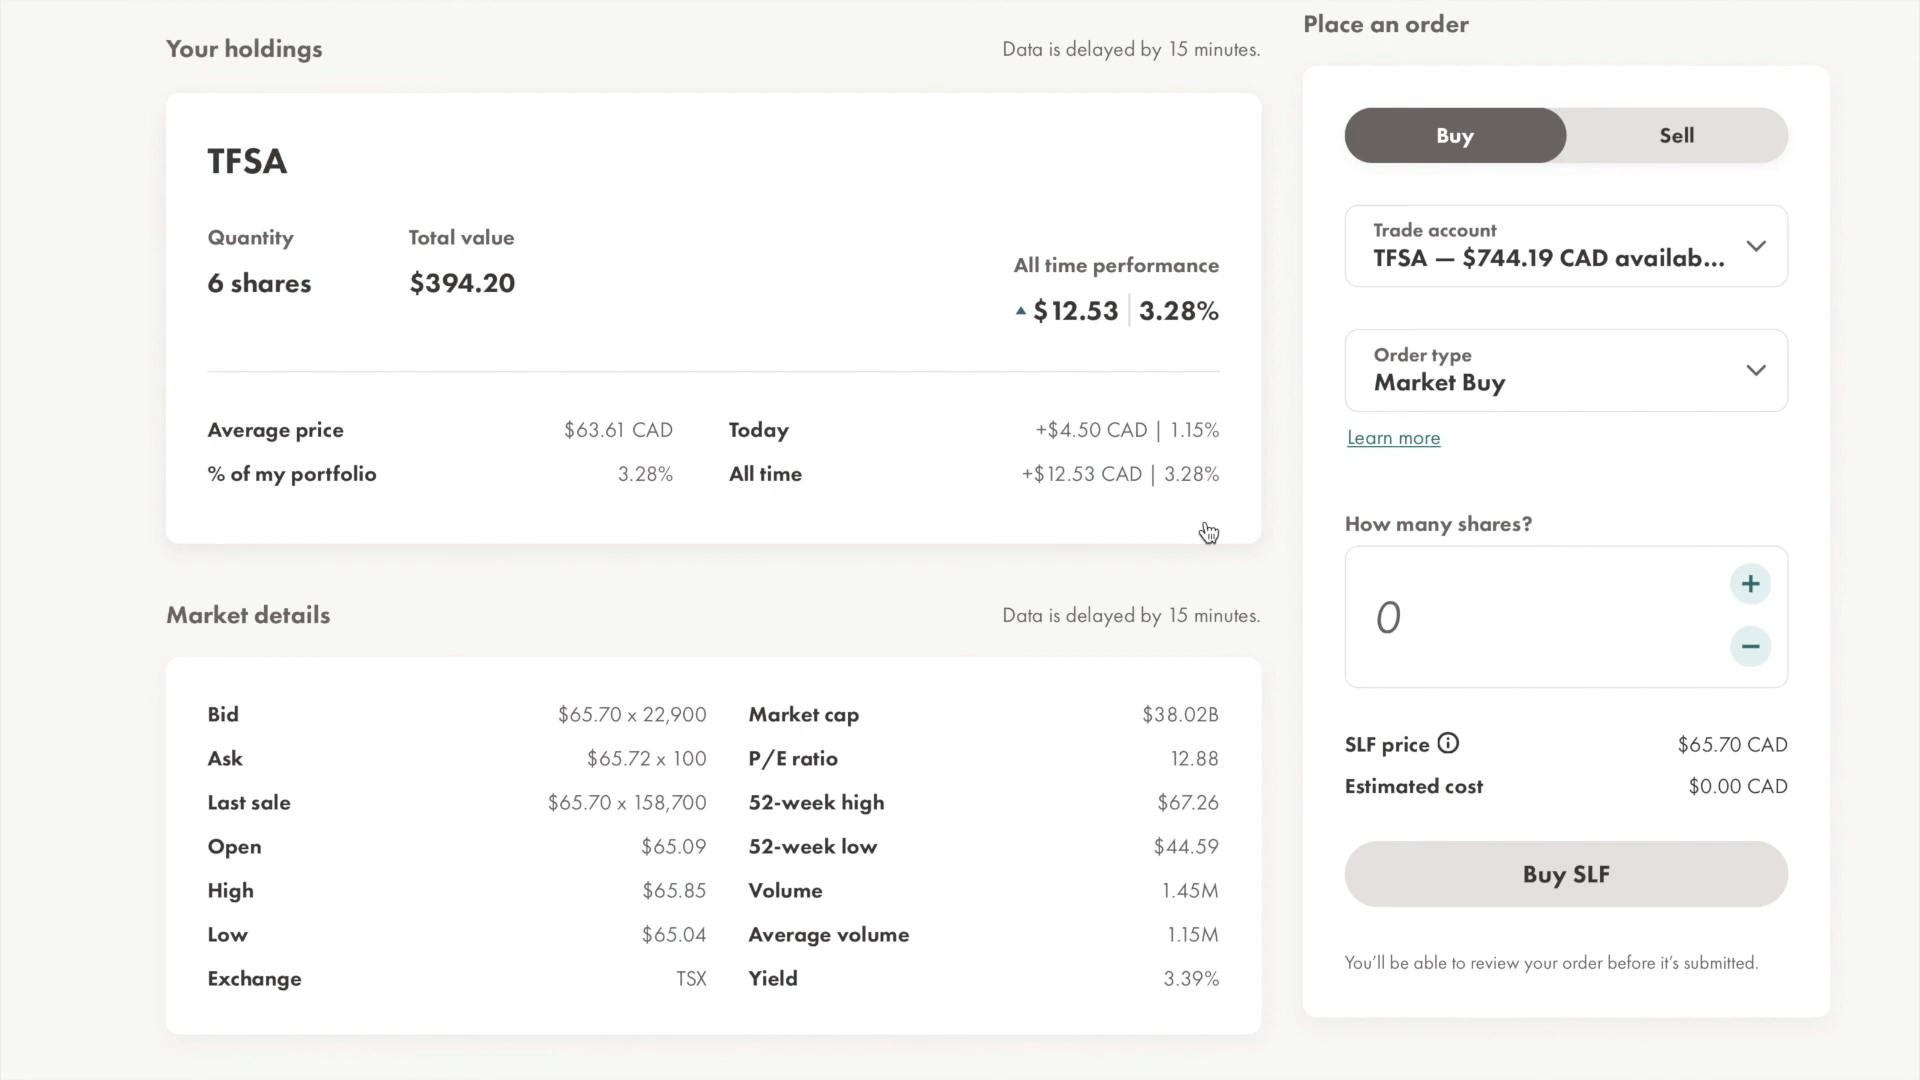 Your holdings
Data is delayed by 15 minutes.
TFSA
Quantity
Total value
6 shares
$394.20
All time performance
$12.53 | 3.28%
Average price
$63.61 CAD
Today
+$4.50 CAD | 1.15%
% of my portfolio
3.28%
All time
+$12.53 CAD | 3.28%
Market details
Data is delayed by 15 minutes.
Bid
$65.70 x 22,900
Market cap
$38.02B
Ask
$65.72 x 100
P/E ratio
12.88
Last sale
$65.70 x 158,700
52-week high
$67.26
Open
$65.09
52-week low
$44.59
High
$65.85
Volume
1.45M
Low
$65.04
Average volume
1.15M
Exchange
TSX
Yield
3.39%
Place an order
Buy
Sell
Trade account
TFSA — $744.19 CAD availab...
Order type
Market Buy
Learn more
How many shares?
0
+
−
SLF price
$65.70 CAD
Estimated cost
$0.00 CAD
Buy SLF
You'll be able to review your order before it's submitted.